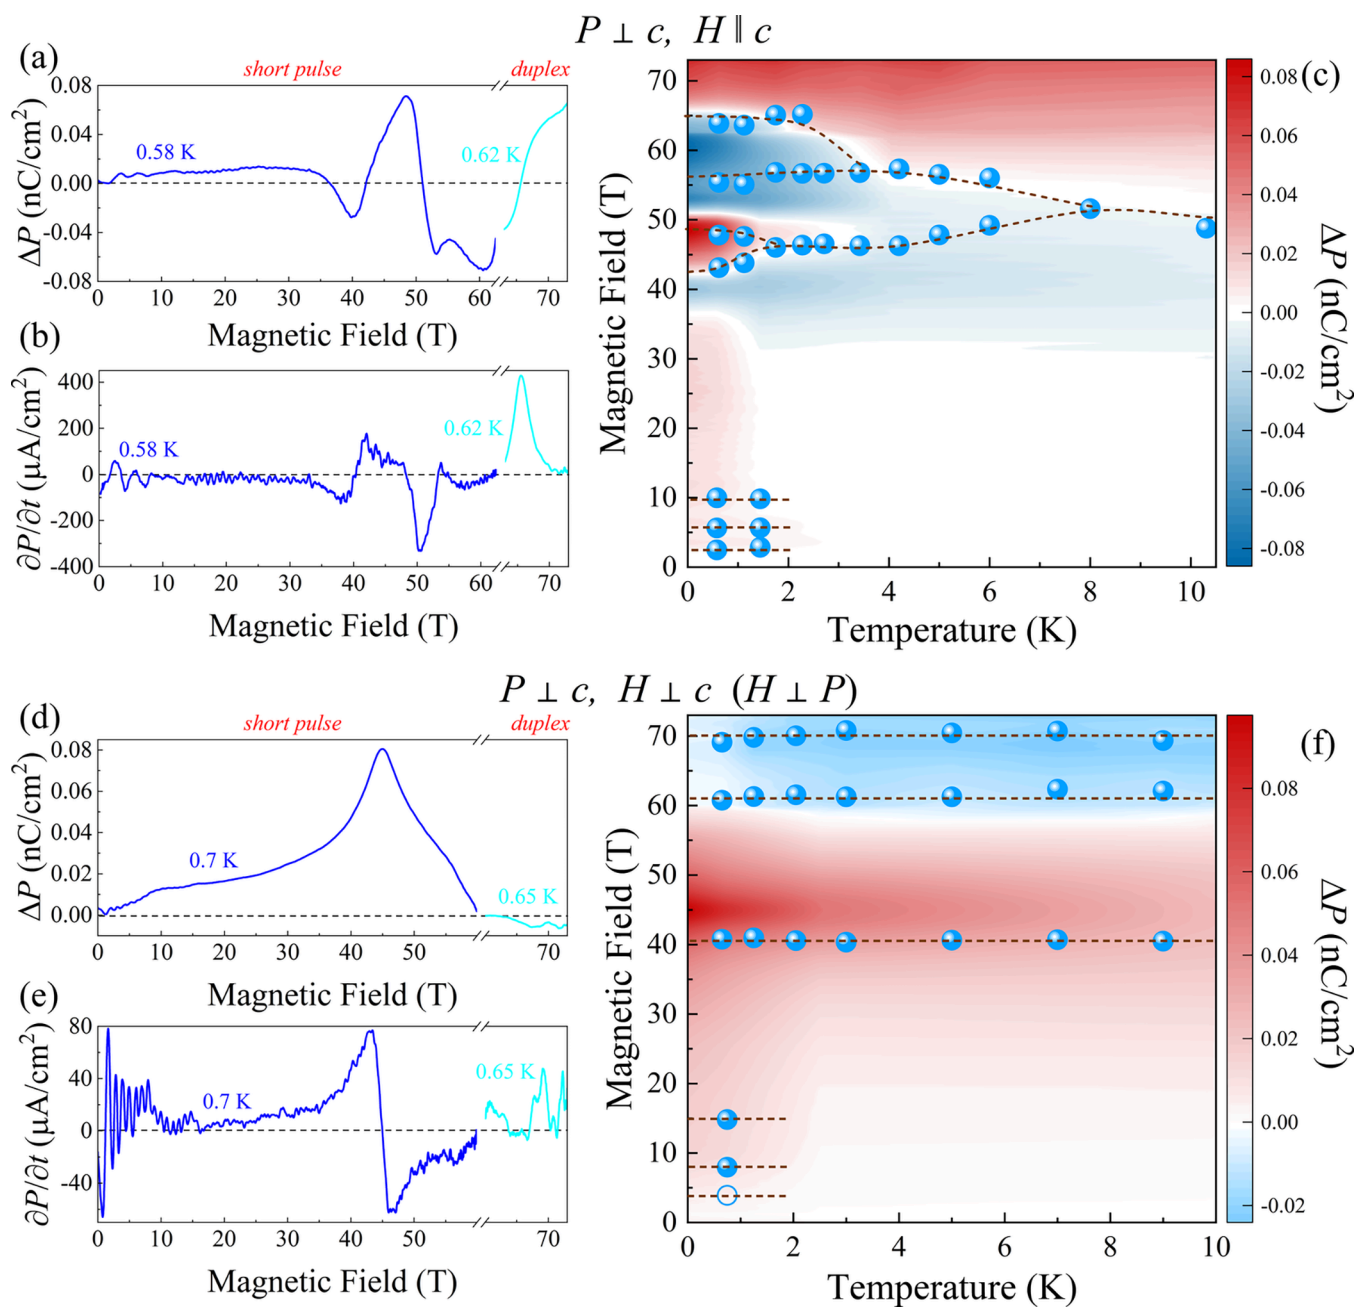 P ⊥ c, H ∥ c
(a)
short pulse
duplex
0.08
0.04
0.00
-0.04
-0.08
ΔP (nC/cm²)
0.58 K
0.62 K
0 10 20 30 40 50 60 70
Magnetic Field (T)
(b)
400
200
0
-200
-400
∂P/∂t (μA/cm²)
0.58 K
0.62 K
0 10 20 30 40 50 60 70
Magnetic Field (T)
(c)
70
60
50
40
30
20
10
0
Magnetic Field (T)
0 2 4 6 8 10
Temperature (K)
0.08
0.06
0.04
0.02
0.00
-0.02
-0.04
-0.06
-0.08
ΔP (nC/cm²)
P ⊥ c, H ⊥ c (H ⊥ P)
(d)
short pulse
duplex
0.08
0.06
0.04
0.02
0.00
ΔP (nC/cm²)
0.7 K
0.65 K
0 10 20 30 40 50 70
Magnetic Field (T)
(e)
80
40
0
-40
∂P/∂t (μA/cm²)
0.7 K
0.65 K
0 10 20 30 40 50 70
Magnetic Field (T)
(f)
70
60
50
40
30
20
10
0
Magnetic Field (T)
0 2 4 6 8 10
Temperature (K)
0.08
0.06
0.04
0.02
0.00
-0.02
ΔP (nC/cm²)